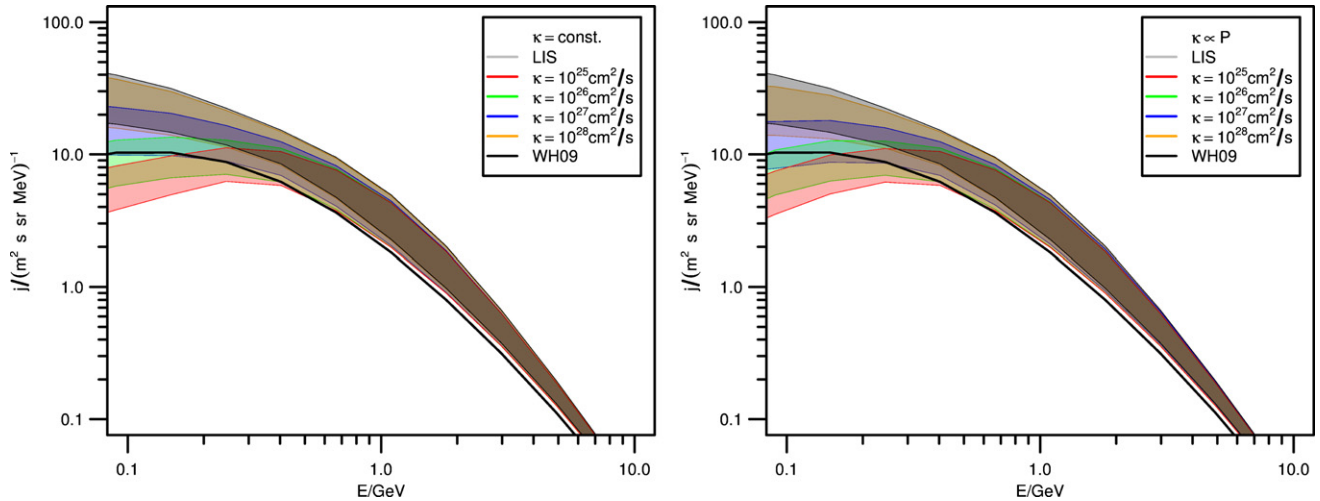 κ = const.
LIS
κ = 10²⁵cm²/s
κ = 10²⁶cm²/s
κ = 10²⁷cm²/s
κ = 10²⁸cm²/s
WH09
100.0
10.0
1.0
0.1
j/(m² s sr MeV)⁻¹
0.1 1.0 10.0
E/GeV
κ ∝ P
LIS
κ = 10²⁵cm²/s
κ = 10²⁶cm²/s
κ = 10²⁷cm²/s
κ = 10²⁸cm²/s
WH09
100.0
10.0
1.0
0.1
j/(m² s sr MeV)⁻¹
0.1 1.0 10.0
E/GeV